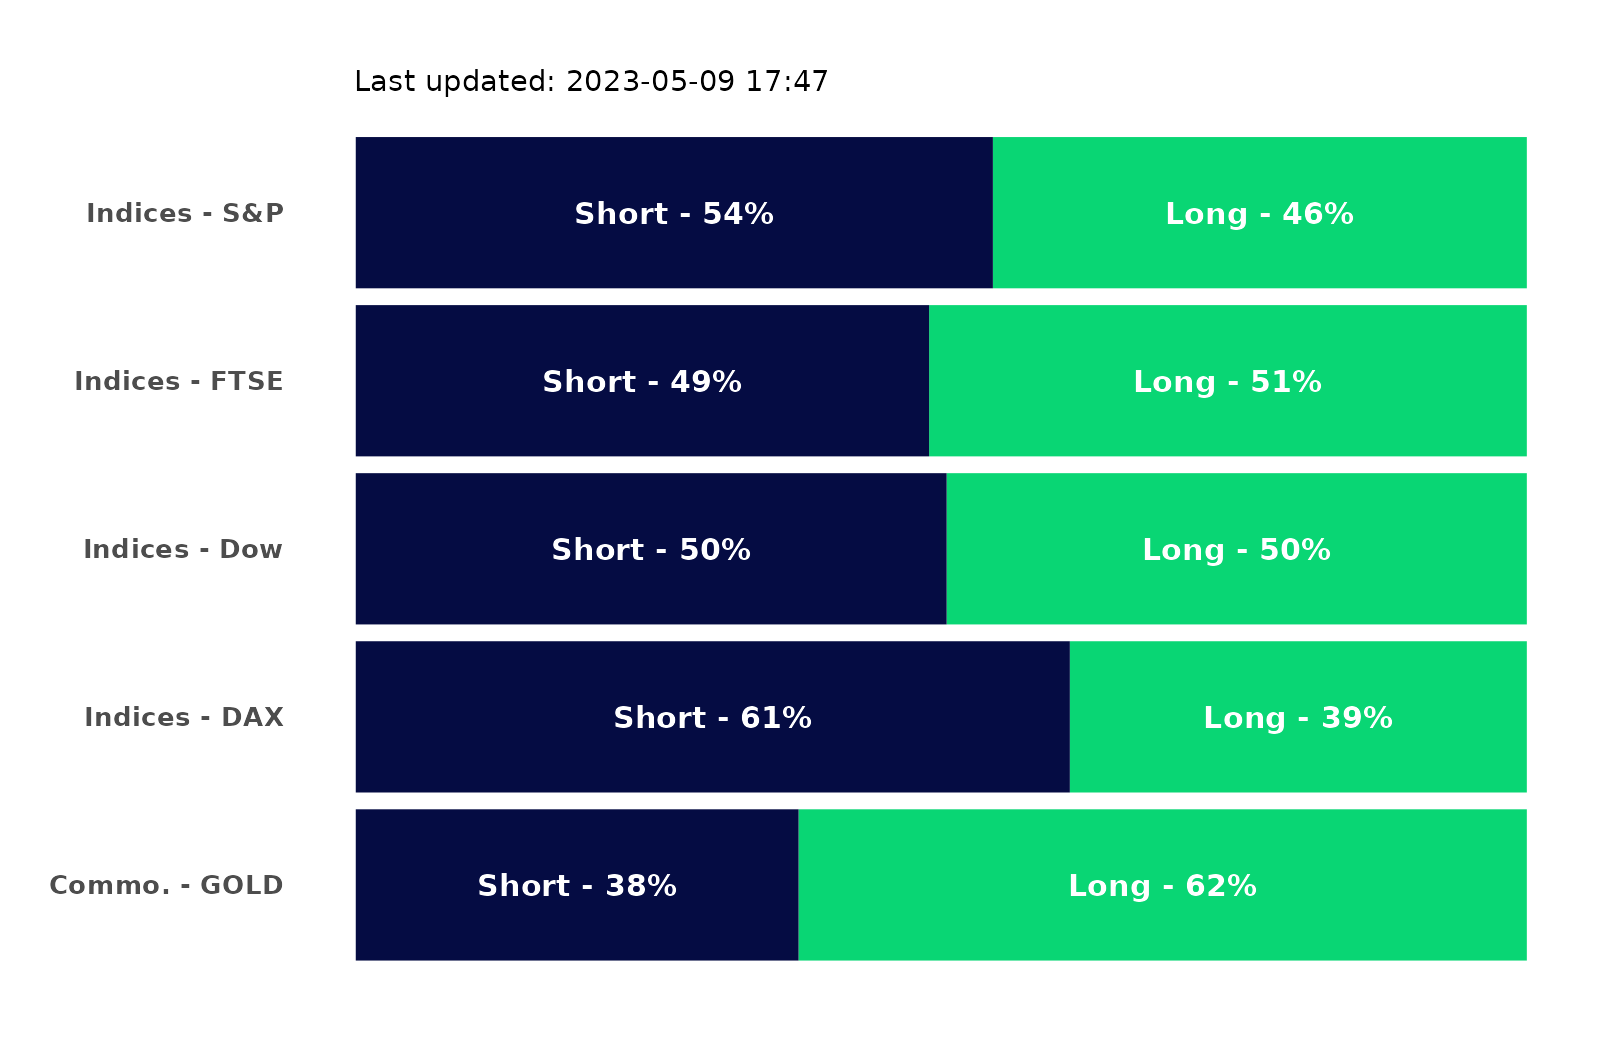 Last updated: 2023-05-09 17:47
Indices - S&P Short - 54% Long - 46%
Indices - FTSE Short - 49% Long - 51%
Indices - Dow Short - 50% Long - 50%
Indices - DAX Short - 61% Long - 39%
Commo. - GOLD Short - 38% Long - 62%